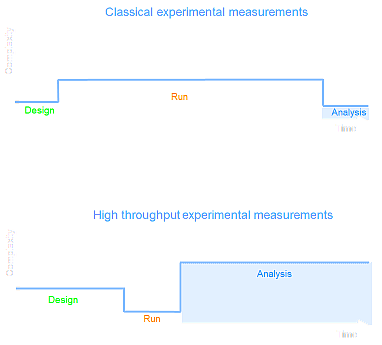 Classical experimental measurements
Complexity
Design
Run
Analysis
time
High throughput experimental measurements
Complexity
Design
Run
Analysis
time